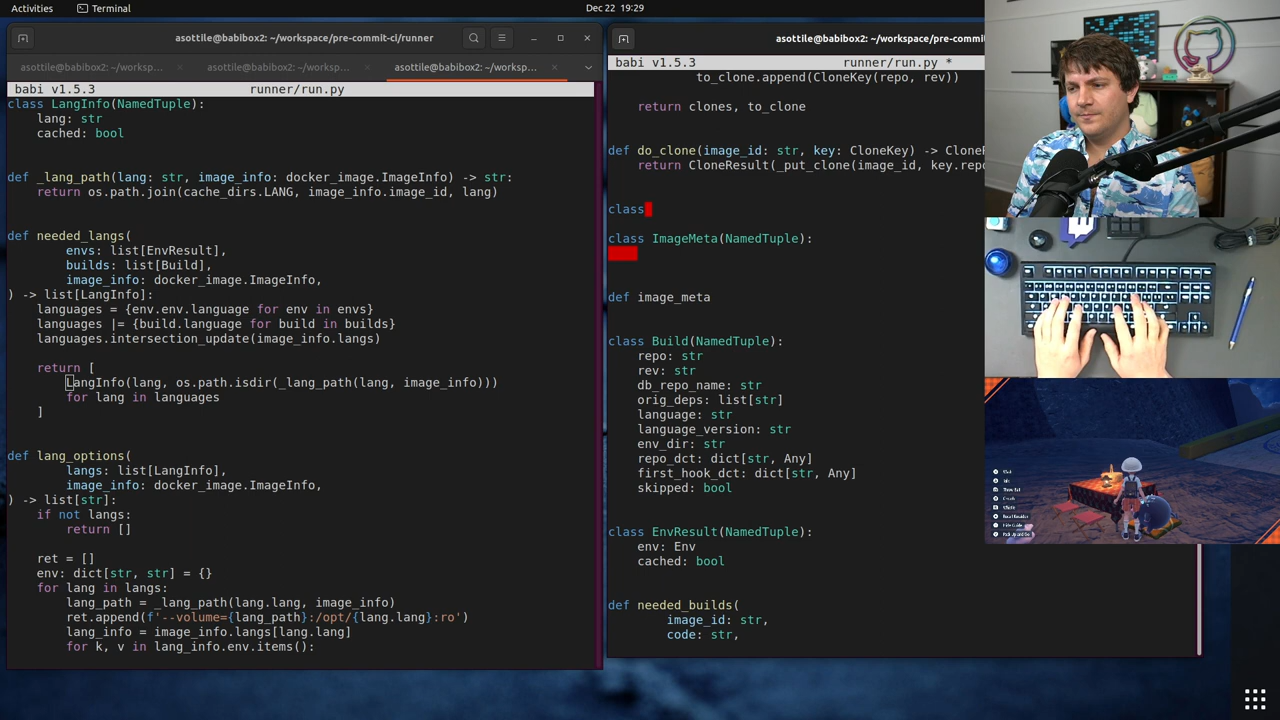 Activities
Terminal
Dec 22 19:29
asottile@babibox2: ~/workspace/pre-commit-ci/runner
asottile@babibox2: ~/worksp…
asottile@babibox2: ~/worksp…
asottile@babibox2: ~/worksp…
babi v1.5.3 runner/run.py
class LangInfo(NamedTuple):
    lang: str
    cached: bool
def _lang_path(lang: str, image_info: docker_image.ImageInfo) -> str:
    return os.path.join(cache_dirs.LANG, image_info.image_id, lang)
def needed_langs(
        envs: list[EnvResult],
        builds: list[Build],
        image_info: docker_image.ImageInfo,
) -> list[LangInfo]:
    languages = {env.env.language for env in envs}
    languages |= {build.language for build in builds}
    languages.intersection_update(image_info.langs)
    return [
        LangInfo(lang, os.path.isdir(_lang_path(lang, image_info)))
        for lang in languages
    ]
def lang_options(
        langs: list[LangInfo],
        image_info: docker_image.ImageInfo,
) -> list[str]:
    if not langs:
        return []
    ret = []
    env: dict[str, str] = {}
    for lang in langs:
        lang_path = _lang_path(lang.lang, image_info)
        ret.append(f'--volume={lang_path}:/opt/{lang.lang}:ro')
        lang_info = image_info.langs[lang.lang]
        for k, v in lang_info.env.items():
asottile@babibox2: ~/workspace/pre-commit
babi v1.5.3 runner/run.py *
            to_clone.append(CloneKey(repo, rev))
    return clones, to_clone
def do_clone(image_id: str, key: CloneKey) -> CloneR
    return CloneResult(_put_clone(image_id, key.repo
class
class ImageMeta(NamedTuple):
def image_meta
class Build(NamedTuple):
    repo: str
    rev: str
    db_repo_name: str
    orig_deps: list[str]
    language: str
    language_version: str
    env_dir: str
    repo_dct: dict[str, Any]
    first_hook_dct: dict[str, Any]
    skipped: bool
class EnvResult(NamedTuple):
    env: Env
    cached: bool
def needed_builds(
        image_id: str,
        code: str,